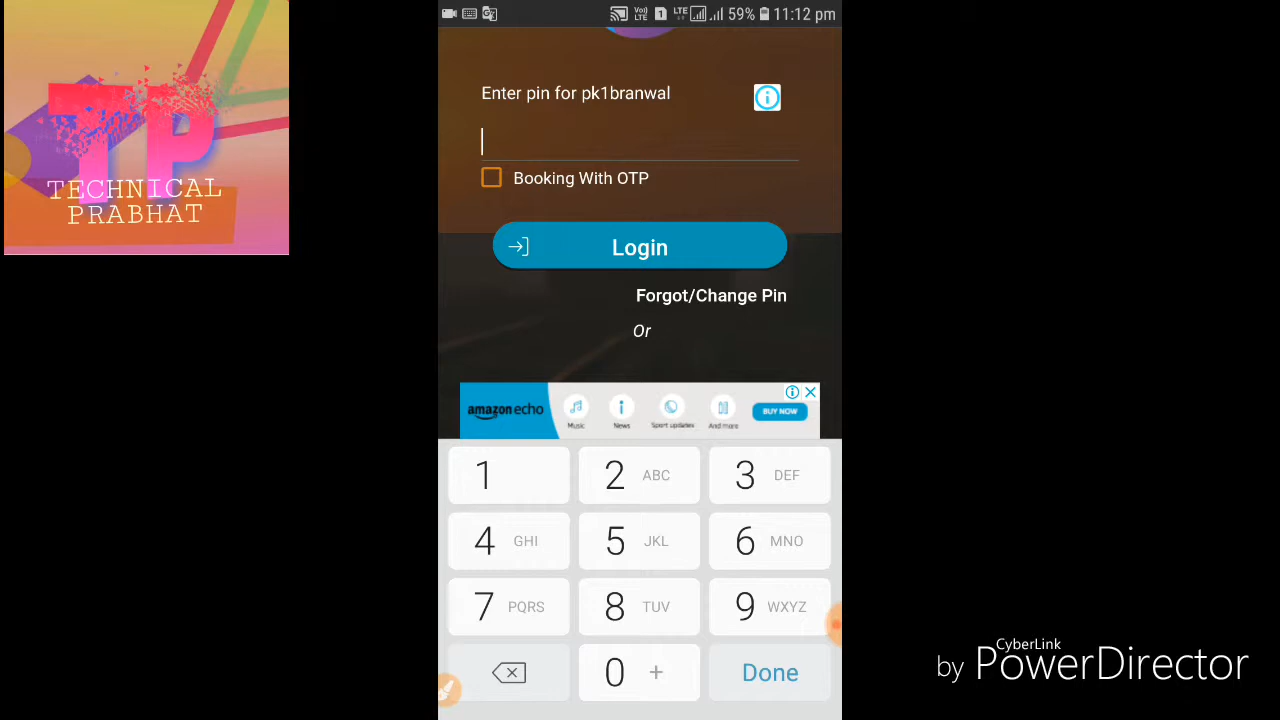 TECHNICAL
PRABHAT
59% 11:12 pm
Enter pin for pk1branwal
Booking With OTP
Login
Forgot/Change Pin
Or
amazon echo
Music
News
Sport updates
And more
BUY NOW
1
2 ABC
3 DEF
4 GHI
5 JKL
6 MNO
7 PQRS
8 TUV
9 WXYZ
0 +
Done
CyberLink
by PowerDirector